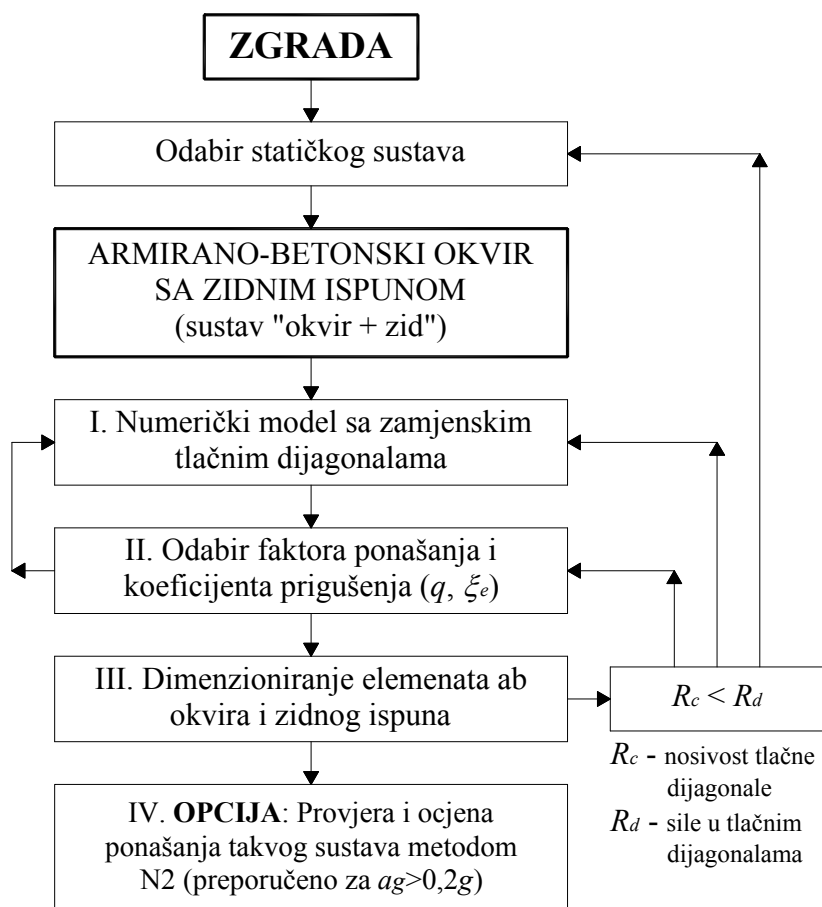 ZGRADA
Odabir statičkog sustava
ARMIRANO-BETONSKI OKVIR
SA ZIDNIM ISPUNOM
(sustav "okvir + zid")
I. Numerički model sa zamjenskim
tlačnim dijagonalama
II. Odabir faktora ponašanja i
koeficijenta prigušenja (q, ξe)
III. Dimenzioniranje elemenata ab
okvira i zidnog ispuna
Rc < Rd
Rc - nosivost tlačne
dijagonale
Rd - sile u tlačnim
dijagonalama
IV. OPCIJA: Provjera i ocjena
ponašanja takvog sustava metodom
N2 (preporučeno za ag>0,2g)